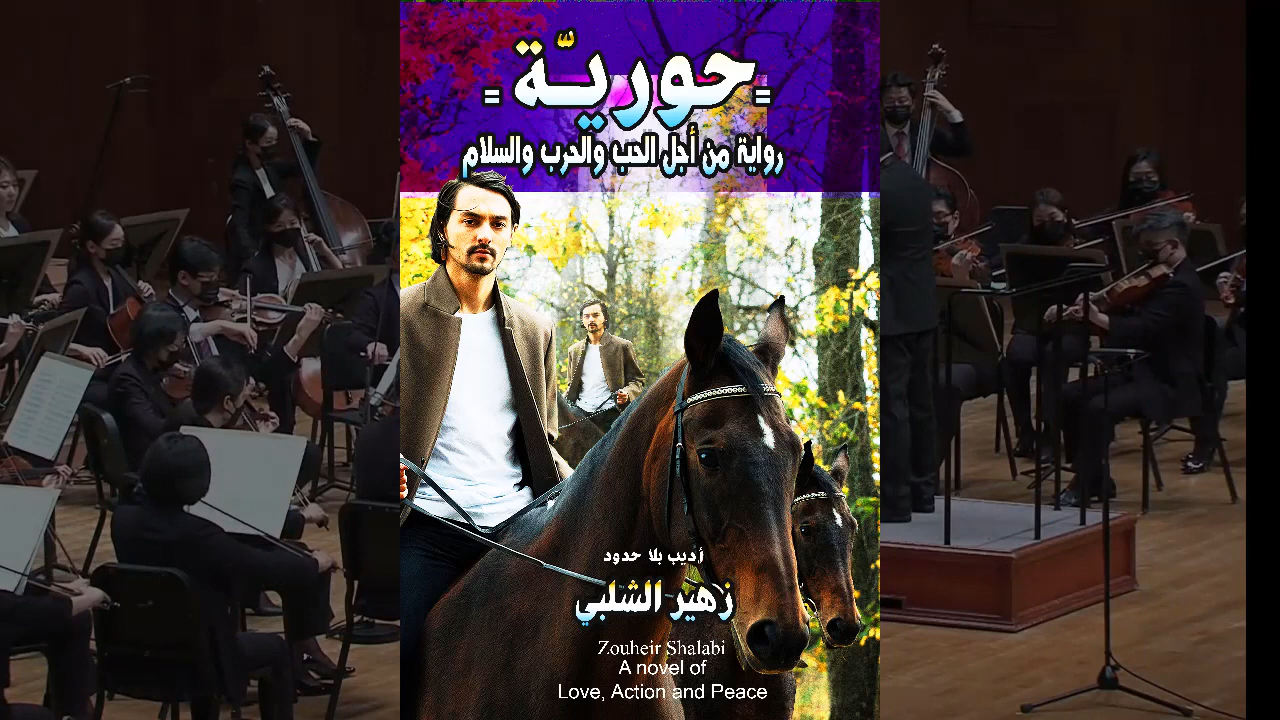 = حوريّة =
رواية من أجل الحب والحرب والسلام
أديب بلا حدود
زهير الشلبي
Zouheir Shalabi
A novel of
Love, Action and Peace